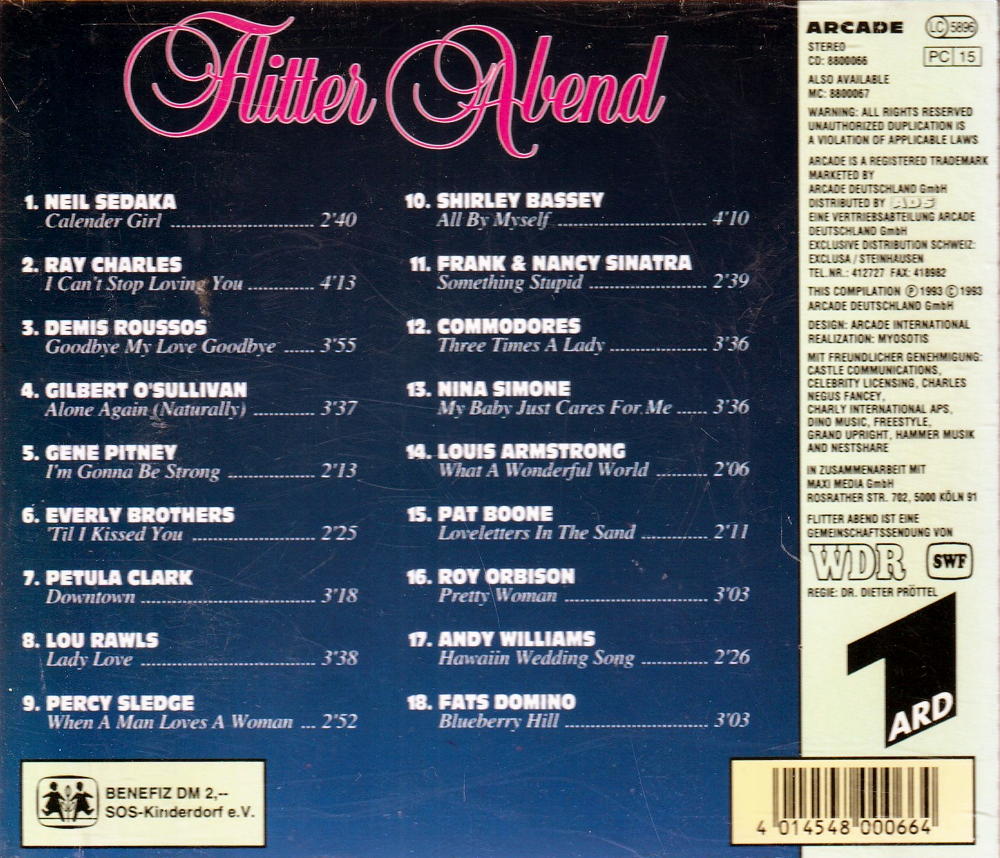 Flitter Abend
1. NEIL SEDAKA
Calender Girl 2'40
2. RAY CHARLES
I Can't Stop Loving You 4'13
3. DEMIS ROUSSOS
Goodbye My Love Goodbye 3'55
4. GILBERT O'SULLIVAN
Alone Again (Naturally) 3'37
5. GENE PITNEY
I'm Gonna Be Strong 2'13
6. EVERLY BROTHERS
'Til I Kissed You 2'25
7. PETULA CLARK
Downtown 3'18
8. LOU RAWLS
Lady Love 3'38
9. PERCY SLEDGE
When A Man Loves A Woman 2'52
10. SHIRLEY BASSEY
All By Myself 4'10
11. FRANK & NANCY SINATRA
Something Stupid 2'39
12. COMMODORES
Three Times A Lady 3'36
13. NINA SIMONE
My Baby Just Cares For Me 3'36
14. LOUIS ARMSTRONG
What A Wonderful World 2'06
15. PAT BOONE
Loveletters In The Sand 2'11
16. ROY ORBISON
Pretty Woman 3'03
17. ANDY WILLIAMS
Hawaiin Wedding Song 2'26
18. FATS DOMINO
Blueberry Hill 3'03
BENEFIZ DM 2,--
SOS-Kinderdorf e.V.
ARCADE LC 5896
STEREO
CD: 8800066 PC 15
ALSO AVAILABLE
MC: 8800067
WARNING: ALL RIGHTS RESERVED
UNAUTHORIZED DUPLICATION IS
A VIOLATION OF APPLICABLE LAWS
ARCADE IS A REGISTERED TRADEMARK
MARKETED BY
ARCADE DEUTSCHLAND GmbH
DISTRIBUTED BY ADS
EINE VERTRIEBSABTEILUNG ARCADE
DEUTSCHLAND GmbH
EXCLUSIVE DISTRIBUTION SCHWEIZ:
EXCLUSA / STEINHAUSEN
TEL.NR.: 412727 FAX: 418982
THIS COMPILATION ℗ 1993 © 1993
ARCADE DEUTSCHLAND GmbH
DESIGN: ARCADE INTERNATIONAL
REALIZATION: MYOSOTIS
MIT FREUNDLICHER GENEHMIGUNG:
CASTLE COMMUNICATIONS,
CELEBRITY LICENSING, CHARLES
NEGUS FANCEY,
CHARLY INTERNATIONAL APS,
DINO MUSIC, FREESTYLE,
GRAND UPRIGHT, HAMMER MUSIK
AND NESTSHARE
IN ZUSAMMENARBEIT MIT
MAXI MEDIA GmbH
ROSRATHER STR. 702, 5000 KÖLN 91
FLITTER ABEND IST EINE
GEMEINSCHAFTSSENDUNG VON
WDR SWF
REGIE: DR. DIETER PRÖTTEL
1
ARD
4 014548 000664